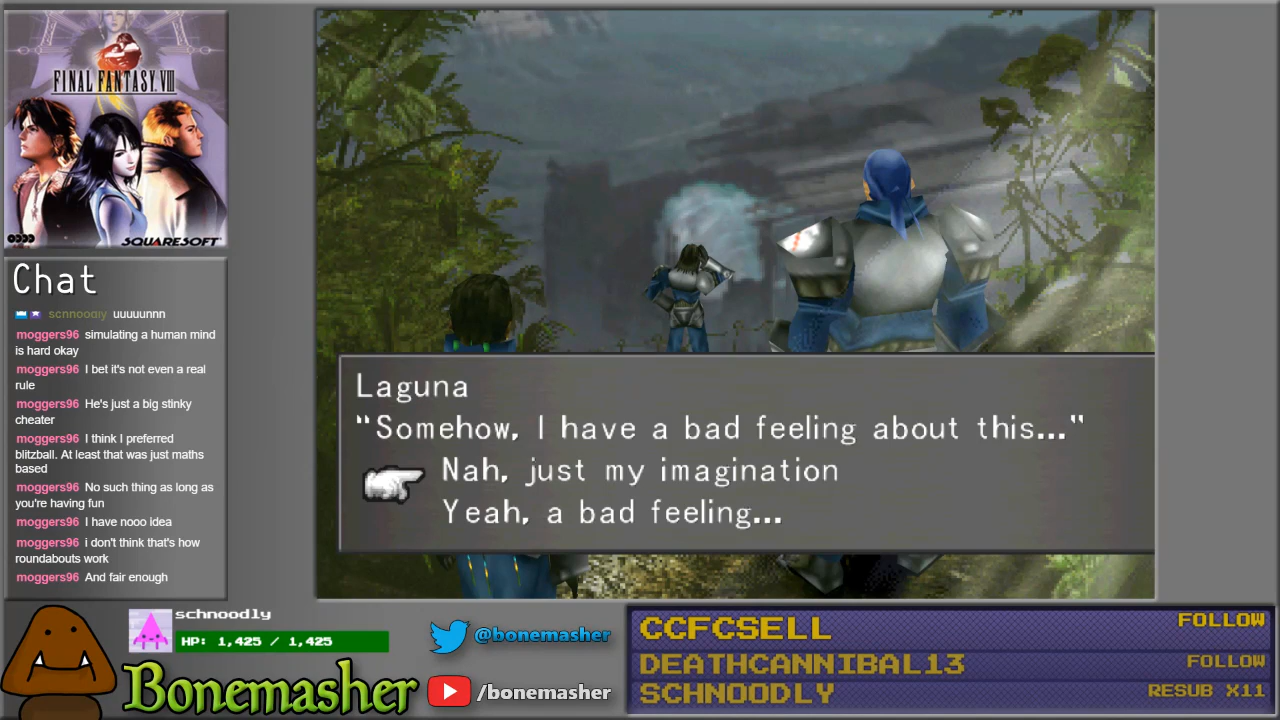 FINAL FANTASY VIII
SQUARESOFT
Chat
scnnoodly uuuuunnn
moggers96 simulating a human mind
is hard okay
moggers96 I bet it's not even a real
rule
moggers96 He's just a big stinky
cheater
moggers96 I think I preferred
blitzball. At least that was just maths
based
moggers96 No such thing as long as
you're having fun
moggers96 I have nooo idea
moggers96 i don't think that's how
roundabouts work
moggers96 And fair enough
Laguna
“Somehow, I have a bad feeling about this...”
Nah, just my imagination
Yeah, a bad feeling...
schnoodly
HP: 1,425 / 1,425
Bonemasher
@bonemasher
/bonemasher
CCFCSELL FOLLOW
DEATHCANNIBAL13 FOLLOW
SCHNOODLY RESUB X11